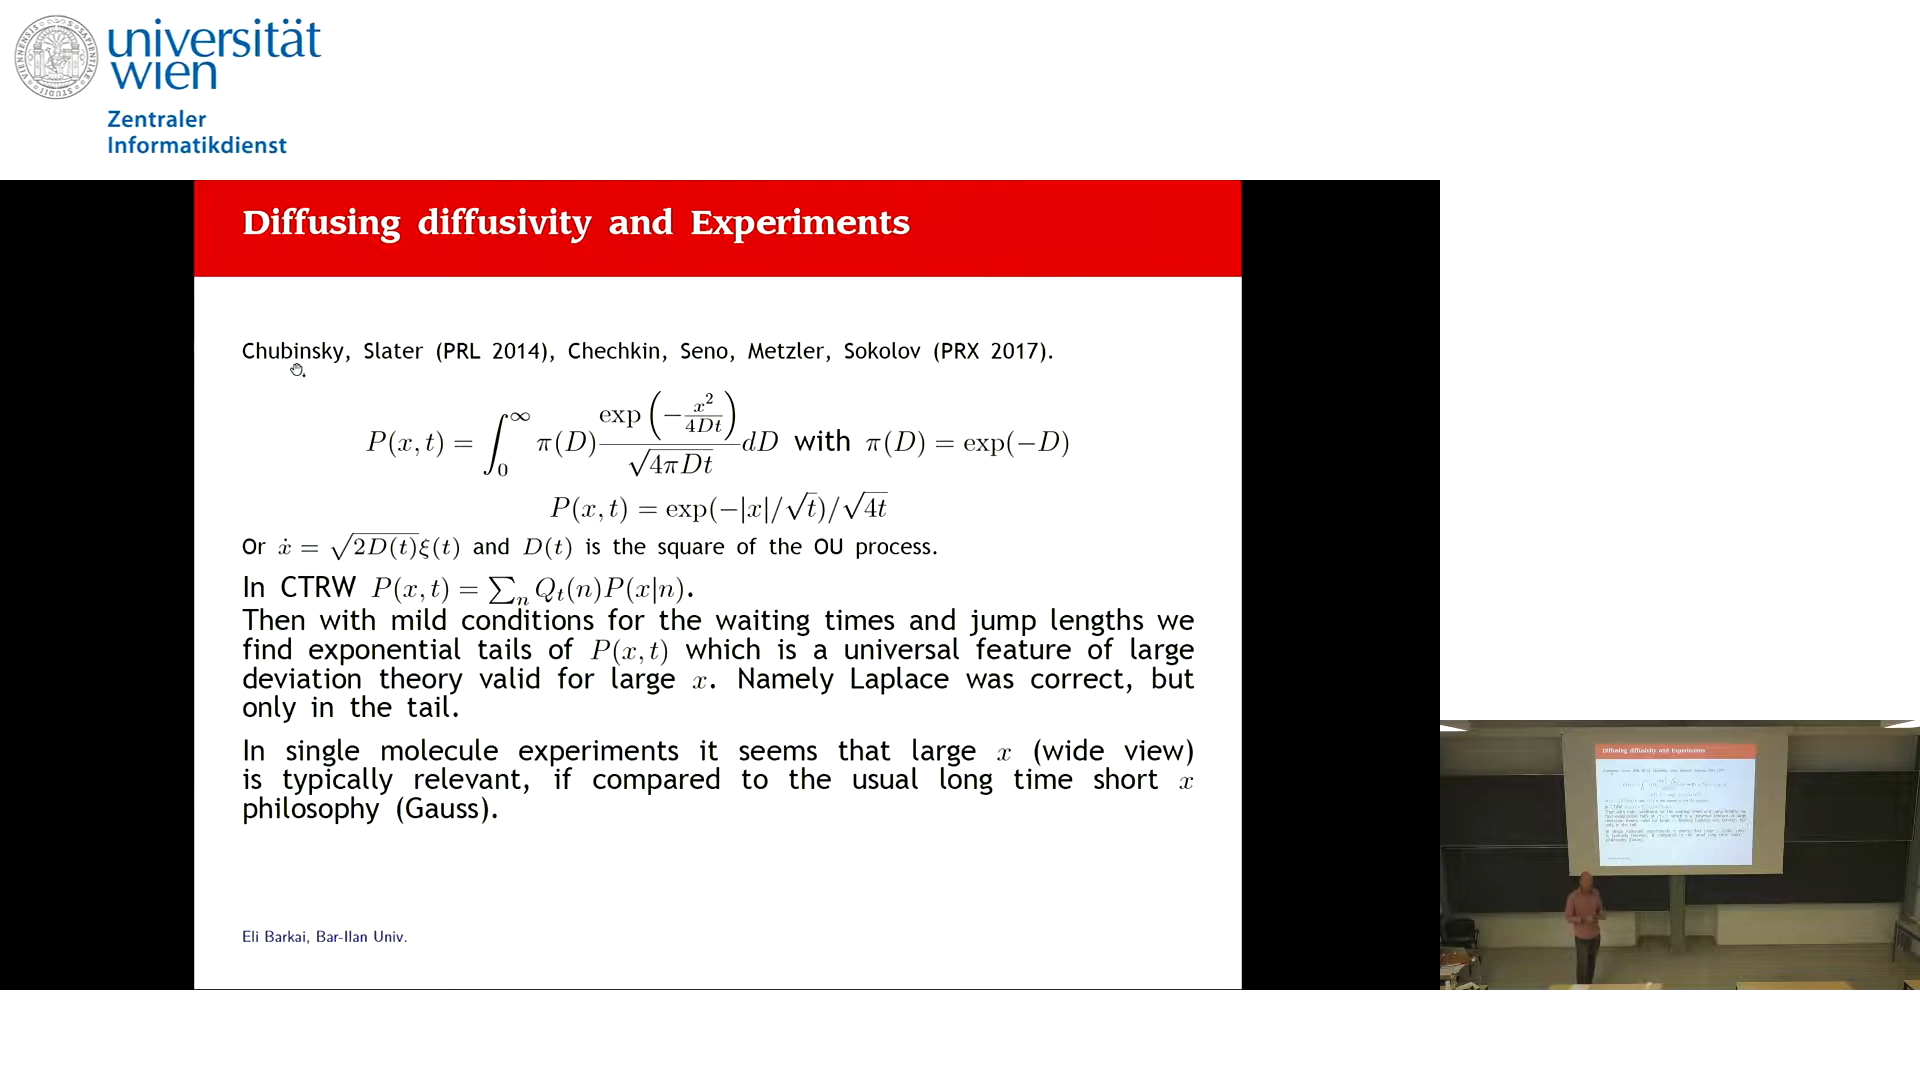 universität
wien
Zentraler
Informatikdienst
Diffusing diffusivity and Experiments
Chubinsky, Slater (PRL 2014), Chechkin, Seno, Metzler, Sokolov (PRX 2017).
P(x, t) = ∫₀^∞ π(D) exp(−x²/4Dt)/√(4πDt) dD with π(D) = exp(−D)
P(x, t) = exp(−|x|/√t)/√4t
Or ẋ = √2D(t)ξ(t) and D(t) is the square of the OU process.
In CTRW P(x, t) = ∑ₙ Qₜ(n)P(x|n).
Then with mild conditions for the waiting times and jump lengths we
find exponential tails of P(x, t) which is a universal feature of large
deviation theory valid for large x. Namely Laplace was correct, but
only in the tail.
In single molecule experiments it seems that large x (wide view)
is typically relevant, if compared to the usual long time short x
philosophy (Gauss).
Eli Barkai, Bar-Ilan Univ.
Diffusing diffusivity and Experiments